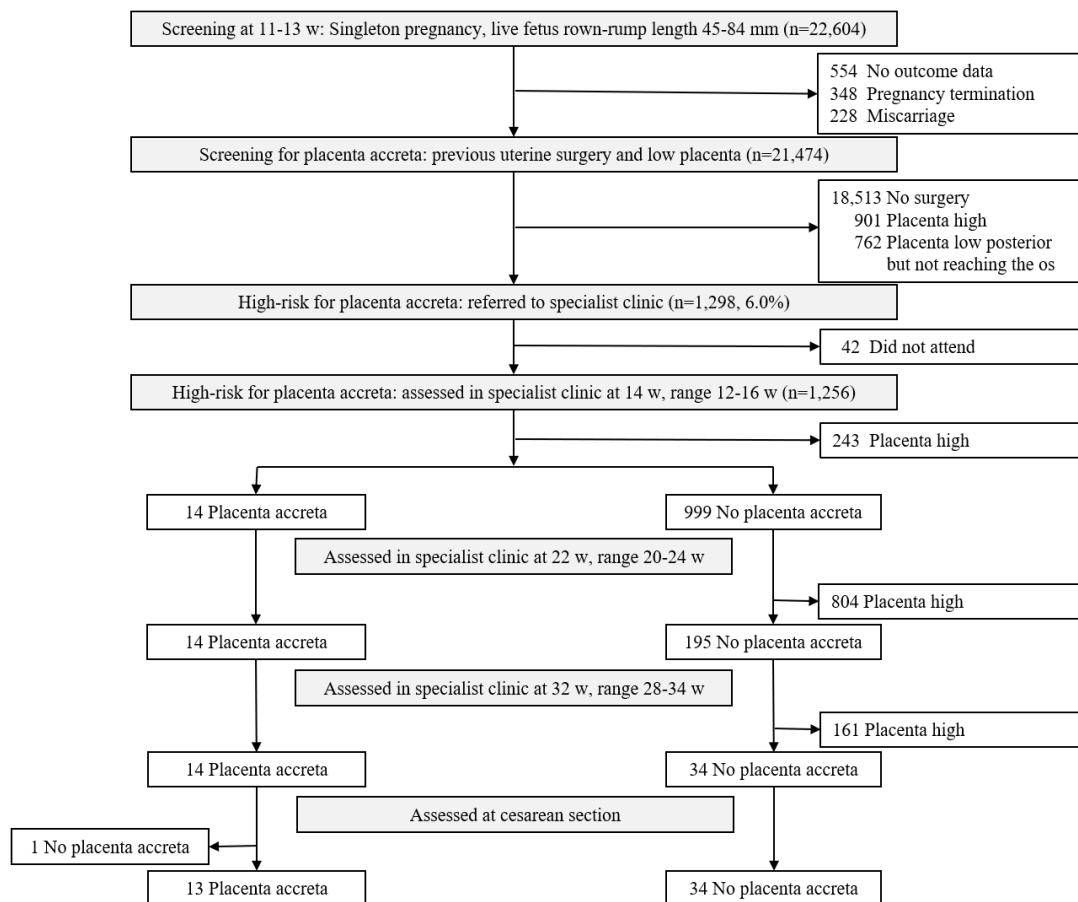 Screening at 11-13 w: Singleton pregnancy, live fetus rown-rump length 45-84 mm (n=22,604)
554 No outcome data
348 Pregnancy termination
228 Miscarriage
Screening for placenta accreta: previous uterine surgery and low placenta (n=21,474)
18,513 No surgery
901 Placenta high
762 Placenta low posterior
but not reaching the os
High-risk for placenta accreta: referred to specialist clinic (n=1,298, 6.0%)
42 Did not attend
High-risk for placenta accreta: assessed in specialist clinic at 14 w, range 12-16 w (n=1,256)
243 Placenta high
14 Placenta accreta
999 No placenta accreta
Assessed in specialist clinic at 22 w, range 20-24 w
804 Placenta high
14 Placenta accreta
195 No placenta accreta
Assessed in specialist clinic at 32 w, range 28-34 w
161 Placenta high
14 Placenta accreta
34 No placenta accreta
Assessed at cesarean section
1 No placenta accreta
13 Placenta accreta
34 No placenta accreta